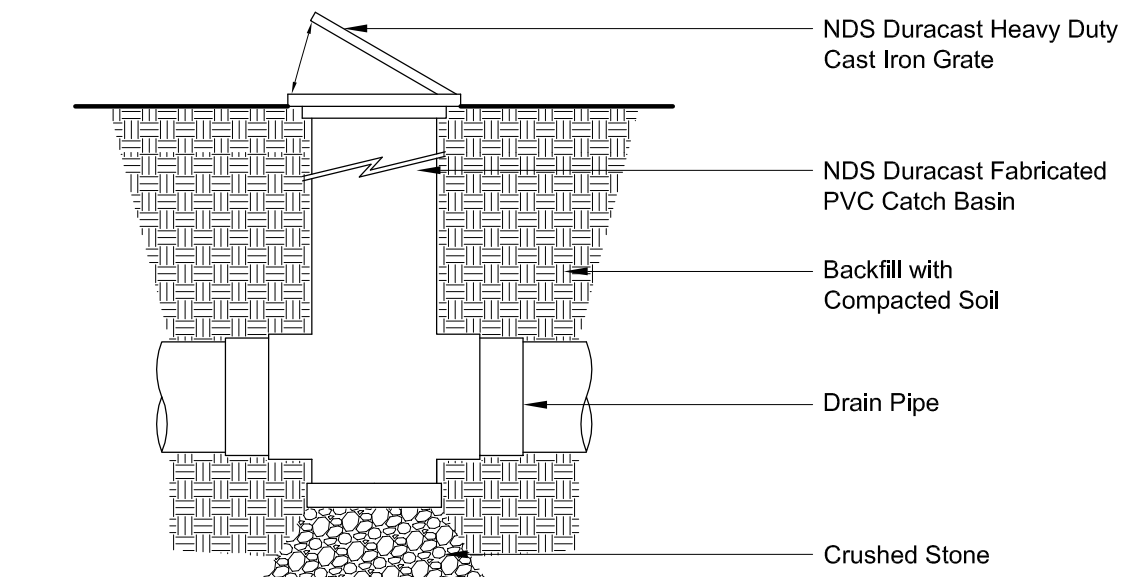 NDS Duracast Heavy Duty
Cast Iron Grate
NDS Duracast Fabricated
PVC Catch Basin
Backfill with
Compacted Soil
Drain Pipe
Crushed Stone